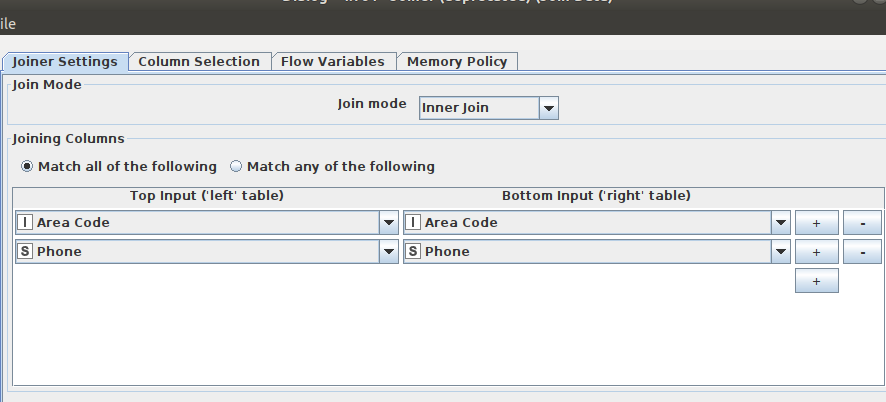 ile
Joiner Settings Column Selection Flow Variables Memory Policy
Join Mode
Join mode Inner Join
Joining Columns
Match all of the following Match any of the following
Top Input ('left' table) Bottom Input ('right' table)
I Area Code I Area Code + -
S Phone S Phone + -
+